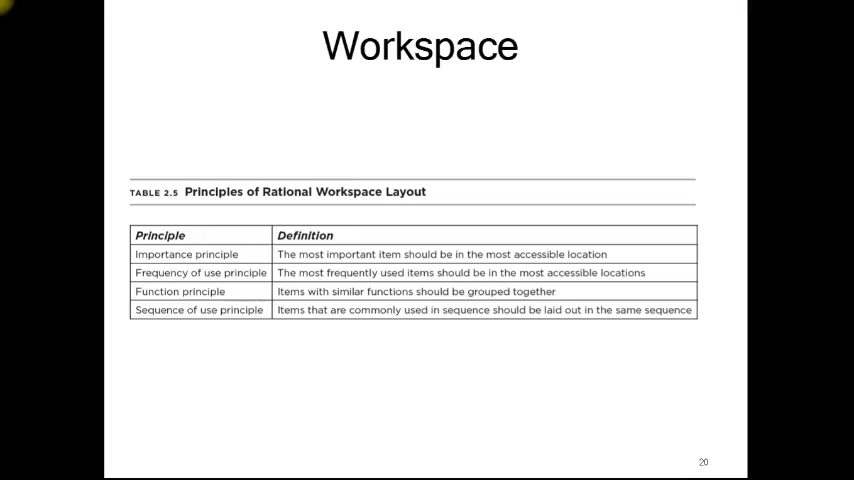 Workspace
TABLE 2.5 Principles of Rational Workspace Layout
Principle Definition
Importance principle The most important item should be in the most accessible location
Frequency of use principle The most frequently used items should be in the most accessible locations
Function principle Items with similar functions should be grouped together
Sequence of use principle Items that are commonly used in sequence should be laid out in the same sequence
20